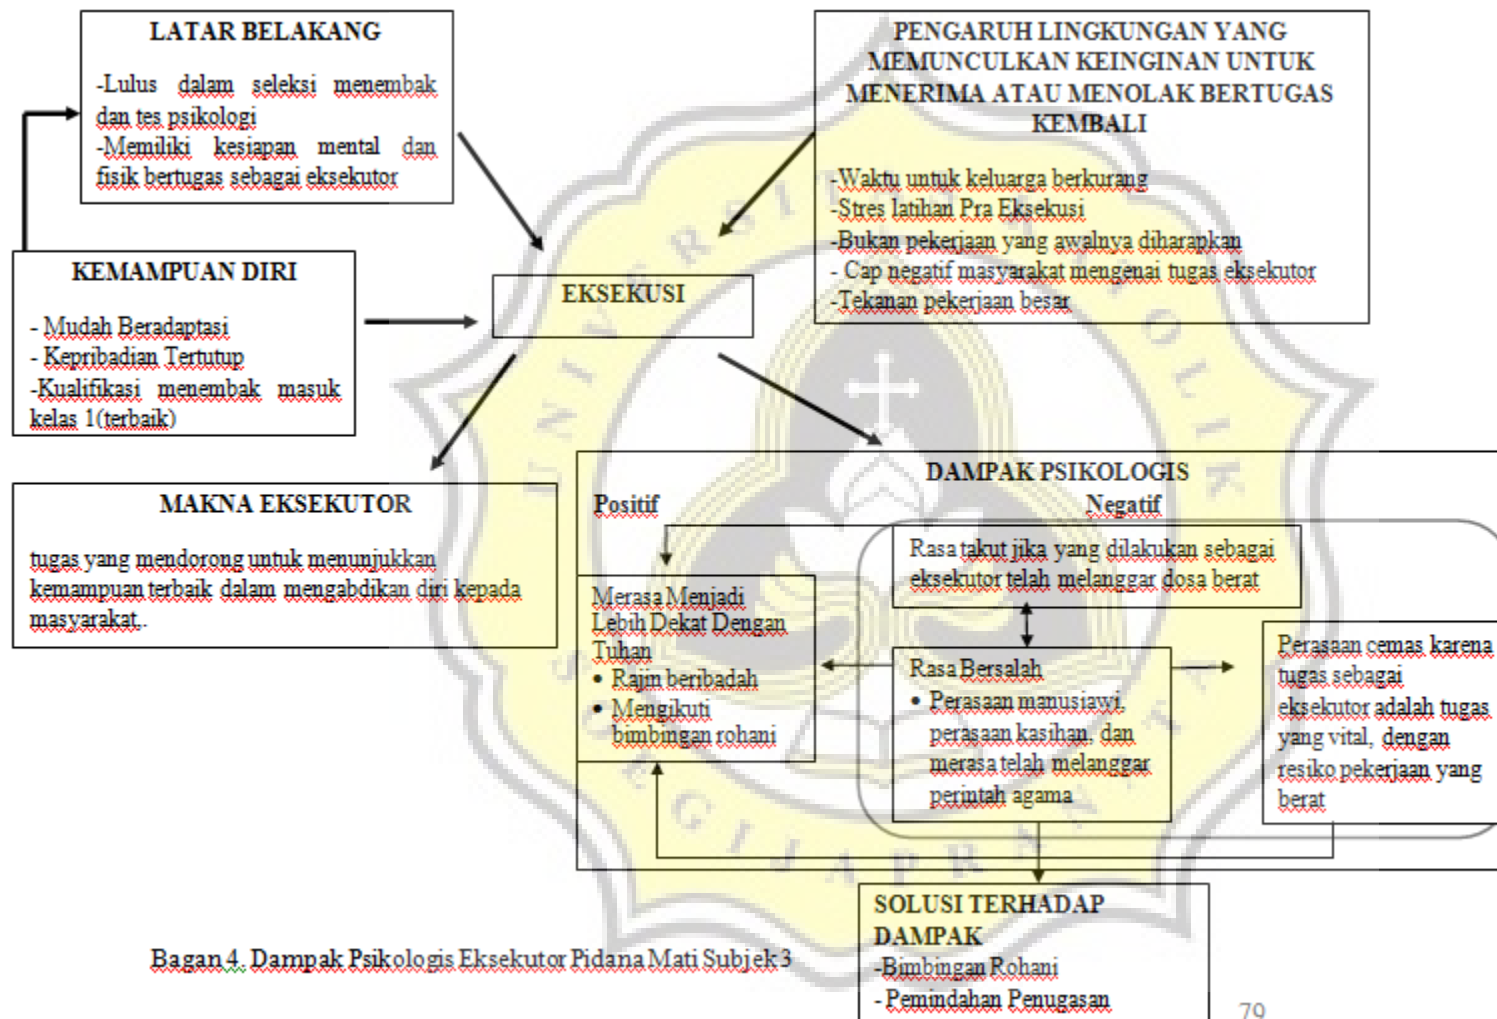 LATAR BELAKANG
-Lulus dalam seleksi menembak
dan tes psikologi
-Memiliki kesiapan mental dan
fisik bertugas sebagai eksekutor
PENGARUH LINGKUNGAN YANG
MEMUNCULKAN KEINGINAN UNTUK
MENERIMA ATAU MENOLAK BERTUGAS
KEMBALI
-Waktu untuk keluarga berkurang
-Stres latihan Pra Eksekusi
-Bukan pekerjaan yang awalnya diharapkan
- Cap negatif masyarakat mengenai tugas eksekutor
-Tekanan pekerjaan besar
KEMAMPUAN DIRI
- Mudah Beradaptasi
- Kepribadian Tertutup
-Kualifikasi menembak masuk
kelas 1(terbaik)
EKSEKUSI
MAKNA EKSEKUTOR
tugas yang mendorong untuk menunjukkan
kemampuan terbaik dalam mengabdikan diri kepada
masyarakat,.
DAMPAK PSIKOLOGIS
Positif
Negatif
Rasa takut jika yang dilakukan sebagai
eksekutor telah melanggar dosa berat
Merasa Menjadi
Lebih Dekat Dengan
Tuhan
• Rajin beribadah
• Mengikuti
bimbingan rohani
Rasa Bersalah
• Perasaan manusiawi,
perasaan kasihan, dan
merasa telah melanggar
perintah agama
Perasaan cemas karena
tugas sebagai
eksekutor adalah tugas
yang vital, dengan
resiko pekerjaan yang
berat
SOLUSI TERHADAP
DAMPAK
-Bimbingan Rohani
- Pemindahan Penugasan
Bagan 4. Dampak Psikologis Eksekutor Pidana Mati Subjek 3
79